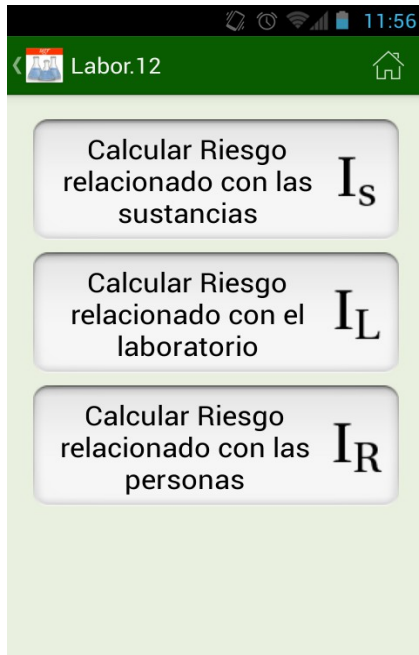 11:56
Labor.12
Calcular Riesgo
relacionado con las
sustancias
Is
Calcular Riesgo
relacionado con el
laboratorio
IL
Calcular Riesgo
relacionado con las
personas
IR